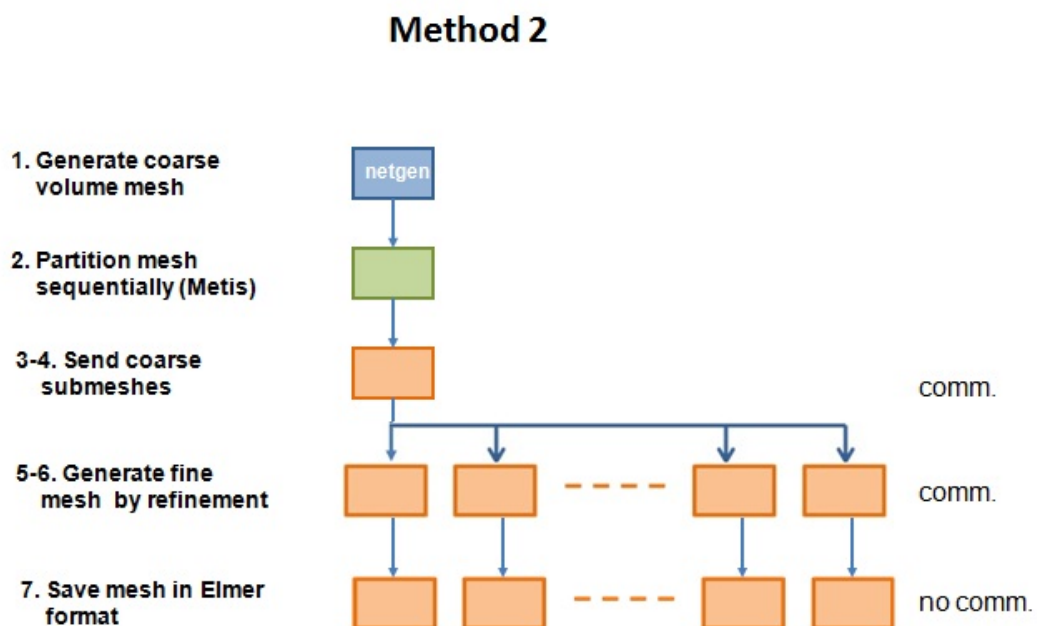 Method 2
1. Generate coarse
volume mesh
netgen
2. Partition mesh
sequentially (Metis)
3-4. Send coarse
submeshes
comm.
5-6. Generate fine
mesh by refinement
comm.
7. Save mesh in Elmer
format
no comm.